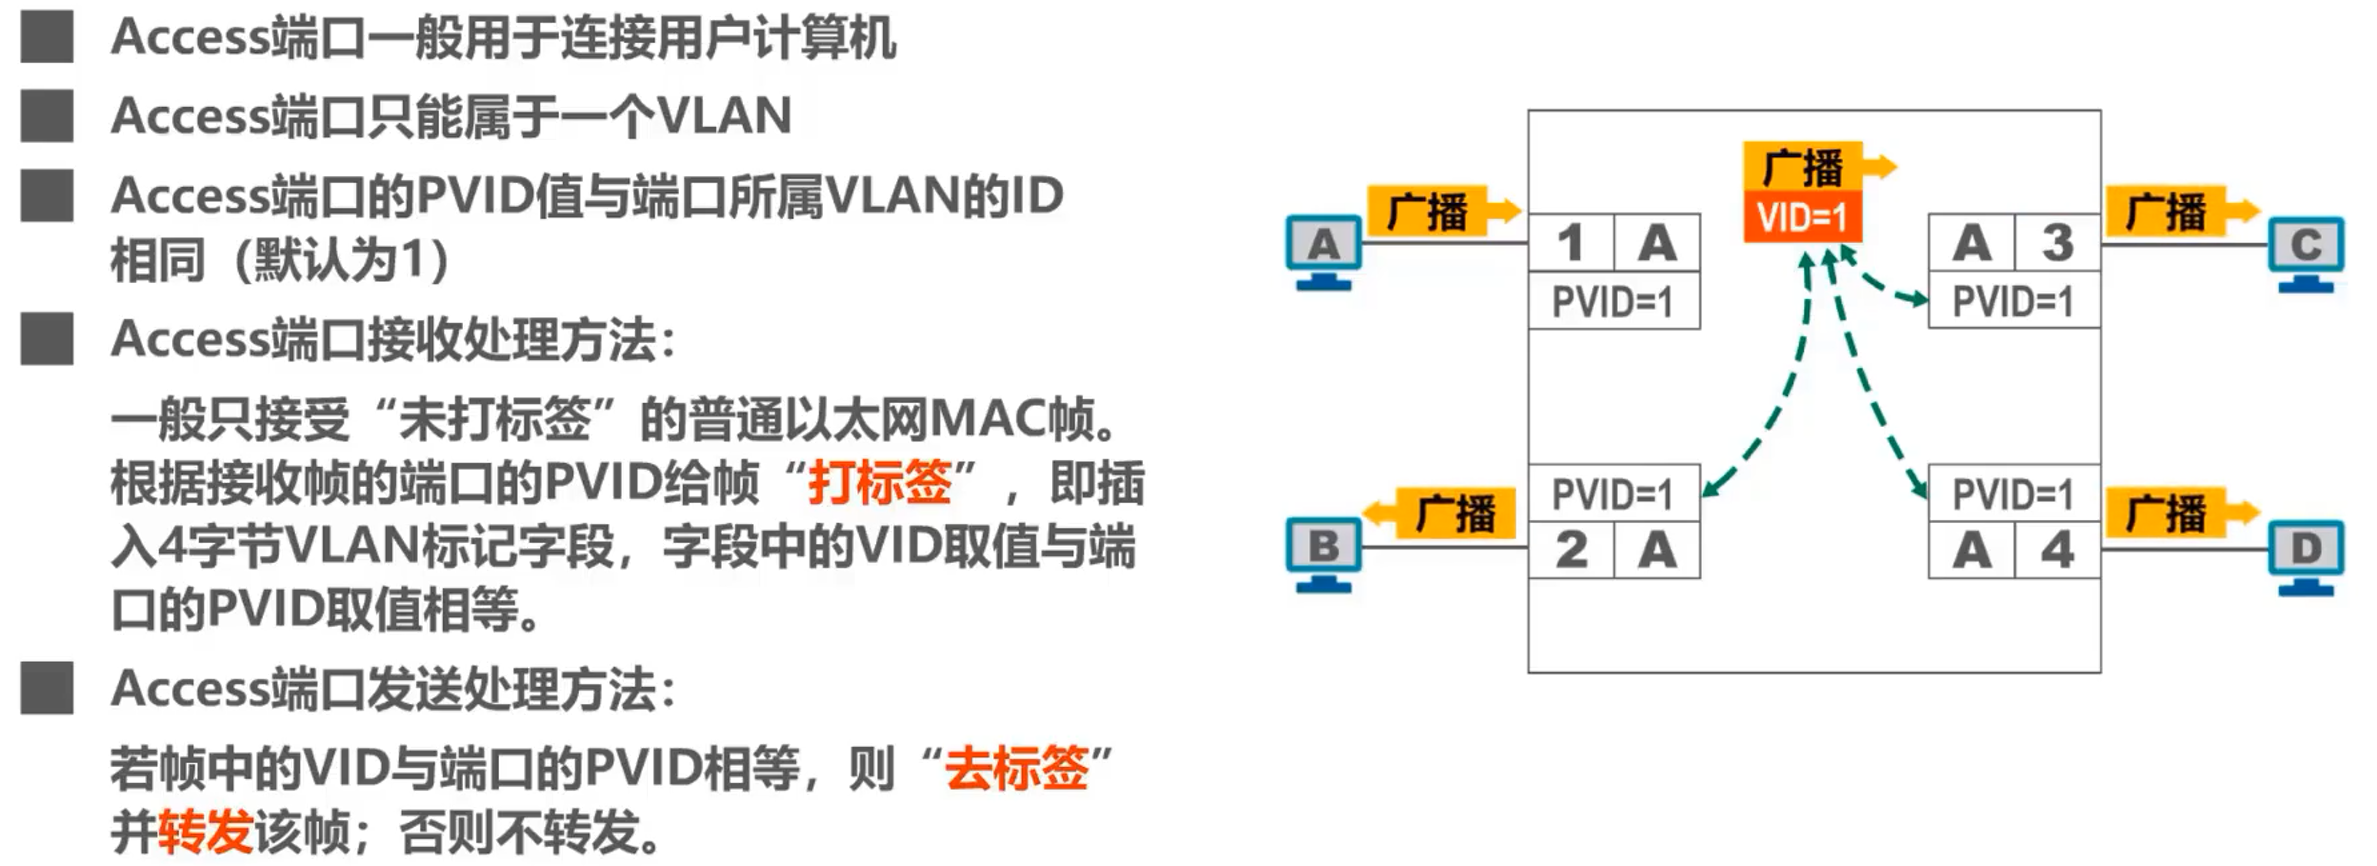 Access端口一般用于连接用户计算机
Access端口只能属于一个VLAN
Access端口的PVID值与端口所属VLAN的ID
相同（默认为1）
Access端口接收处理方法：
一般只接受“未打标签”的普通以太网MAC帧。
根据接收帧的端口的PVID给帧“打标签”，即插
入4字节VLAN标记字段，字段中的VID取值与端
口的PVID取值相等。
Access端口发送处理方法：
若帧中的VID与端口的PVID相等，则“去标签”
并转发该帧；否则不转发。
广播
VID=1
广播
广播
A
1 A
A 3
C
PVID=1
PVID=1
PVID=1
PVID=1
广播
广播
B
2 A
A 4
D